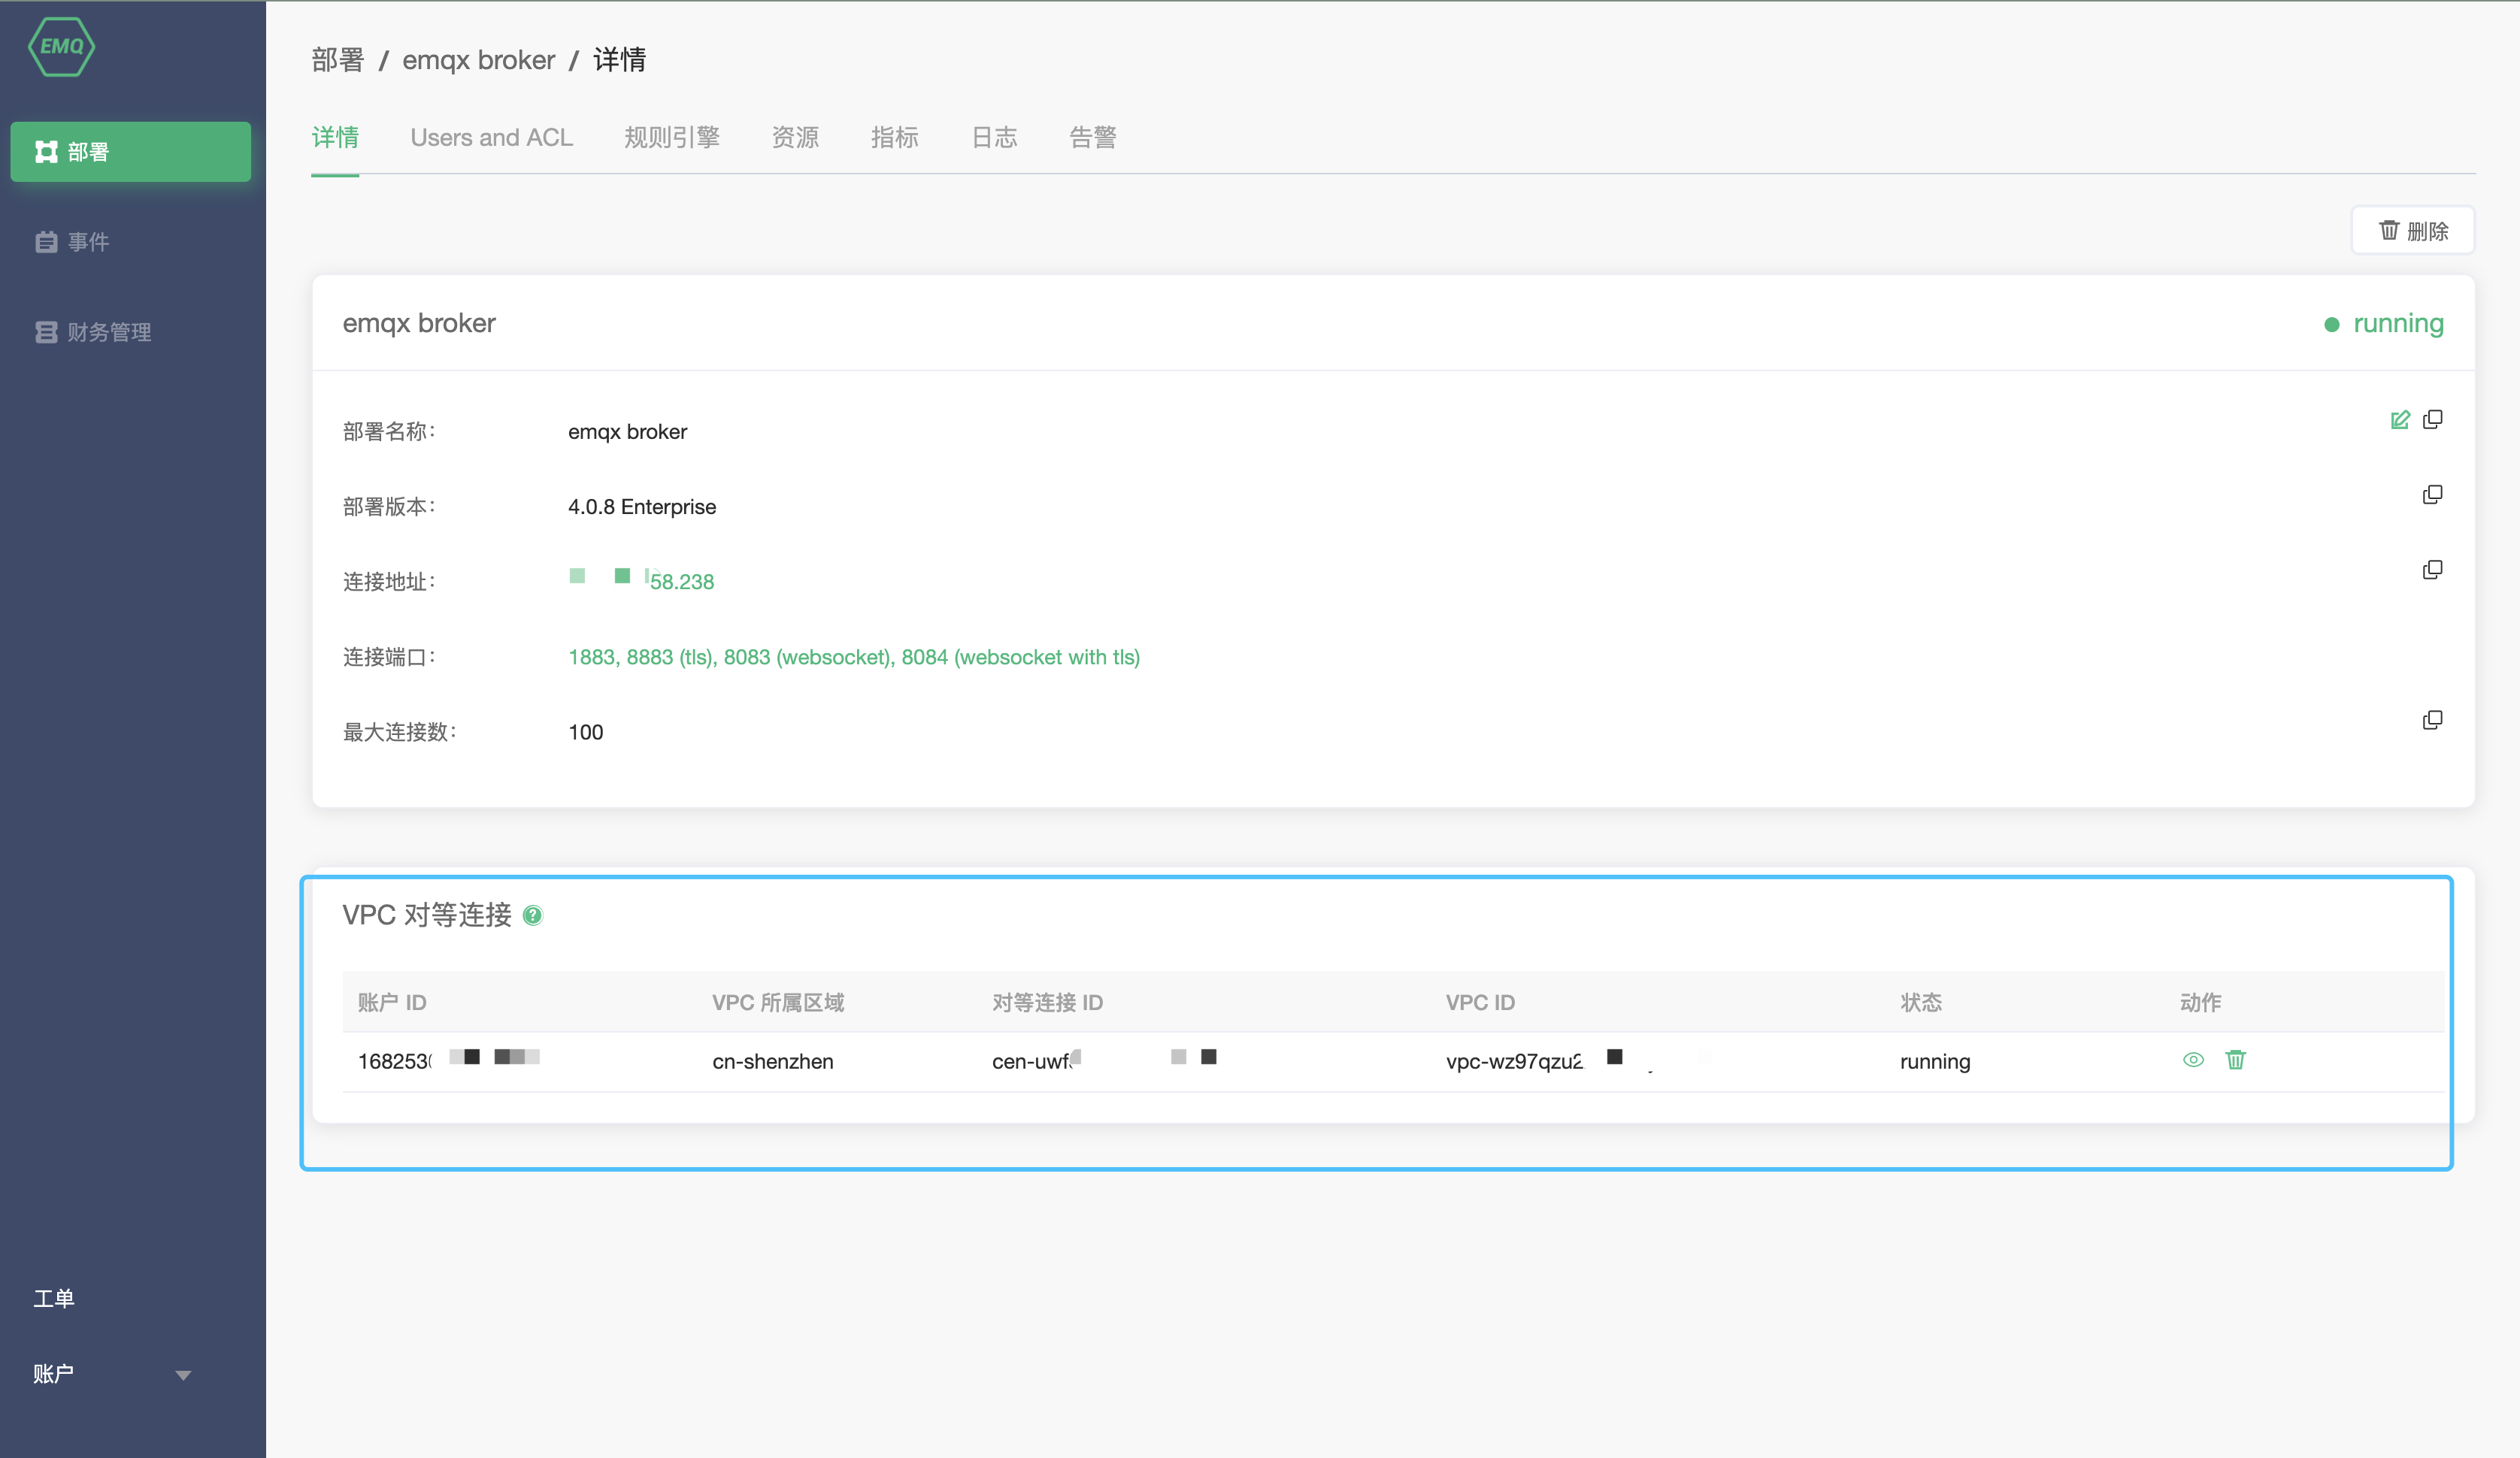 EMQ
部署 / emqx broker / 详情
部署
事件
财务管理
详情 Users and ACL 规则引擎 资源 指标 日志 告警
删除
emqx broker
running
部署名称: emqx broker
部署版本: 4.0.8 Enterprise
连接地址: 58.238
连接端口: 1883, 8883 (tls), 8083 (websocket), 8084 (websocket with tls)
最大连接数: 100
VPC 对等连接
账户 ID VPC 所属区域 对等连接 ID VPC ID 状态 动作
168253 cn-shenzhen cen-uwf vpc-wz97qzu2 running
工单
账户